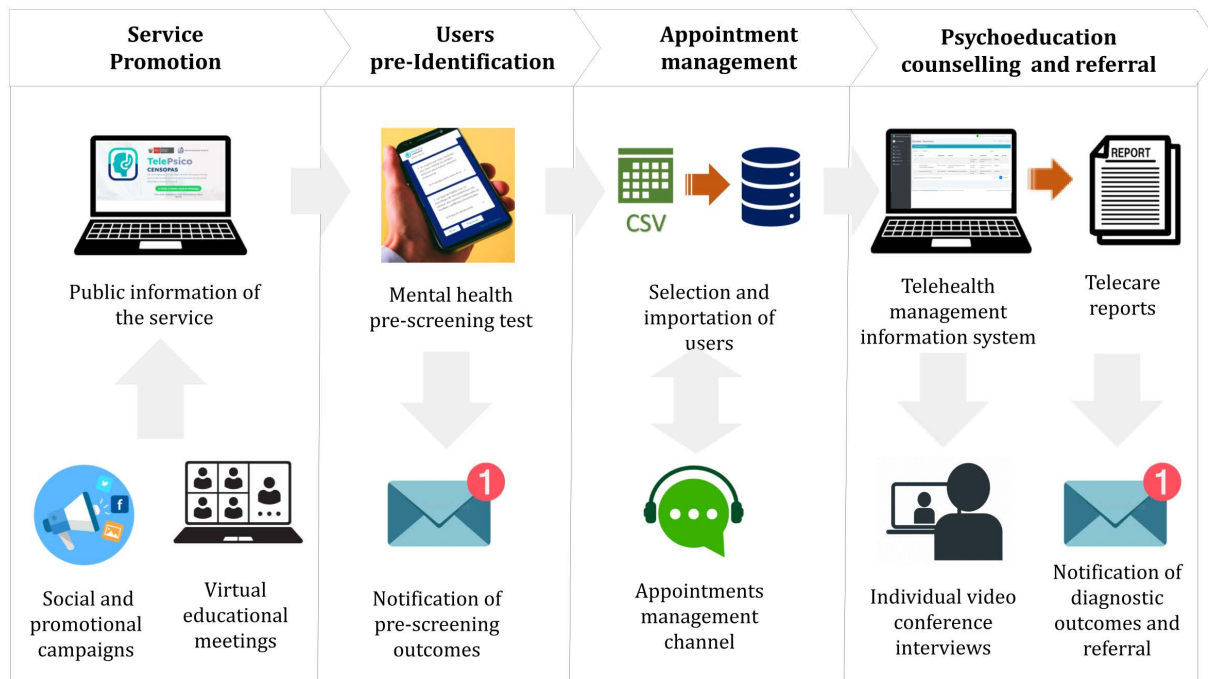 Service
Promotion
Users
pre-Identification
Appointment
management
Psychoeducation
counselling and referral
TelePsico
CENSOPAS
CSV
REPORT
Public information of
the service
Mental health
pre-screening test
Selection and
importation of
users
Telehealth
management
information system
Telecare
reports
1
1
f
Social and
promotional
campaigns
Virtual
educational
meetings
Notification of
pre-screening
outcomes
Appointments
management
channel
Individual video
conference
interviews
Notification of
diagnostic
outcomes and
referral